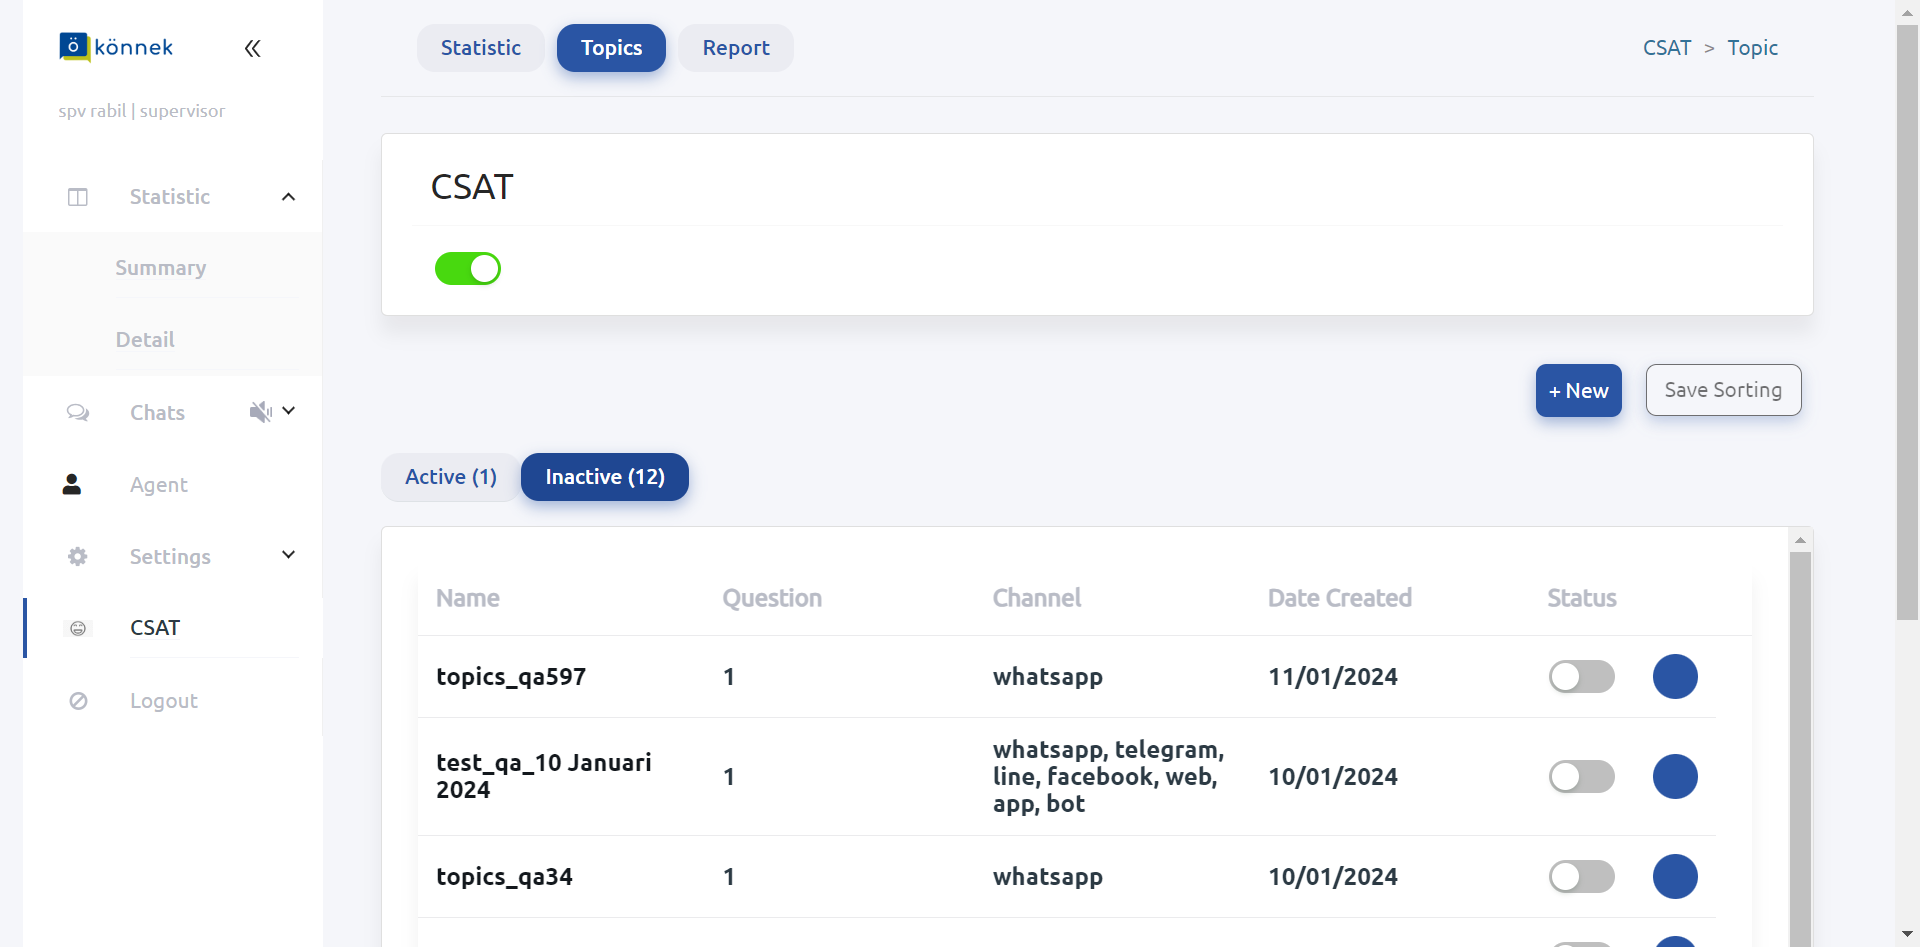 ö könnek
spv rabil | supervisor
Statistic
Summary
Detail
Chats
Agent
Settings
CSAT
Logout
Statistic
Topics
Report
CSAT > Topic
CSAT
+ New
Save Sorting
Active (1)
Inactive (12)
Name Question Channel Date Created Status
topics_qa597 1 whatsapp 11/01/2024
test_qa_10 Januari
2024
1
whatsapp, telegram,
line, facebook, web,
app, bot
10/01/2024
topics_qa34 1 whatsapp 10/01/2024